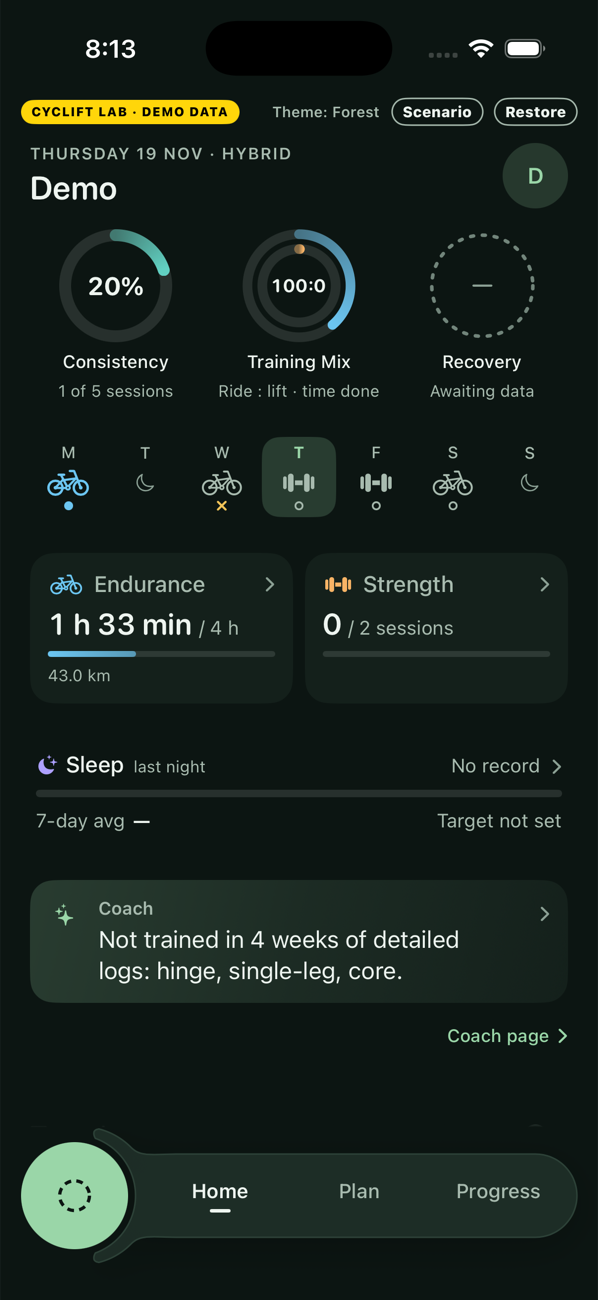 8:13
CYCLIFT LAB · DEMO DATA
Theme: Forest
Scenario
Restore
THURSDAY 19 NOV · HYBRID
Demo
D
20%
100:0
—
Consistency
Training Mix
Recovery
1 of 5 sessions
Ride : lift · time done
Awaiting data
M
T
W
T
F
S
S
Endurance
1 h 33 min / 4 h
43.0 km
Strength
0 / 2 sessions
Sleep last night
No record
7-day avg —
Target not set
Coach
Not trained in 4 weeks of detailed
logs: hinge, single-leg, core.
Coach page
Home
Plan
Progress